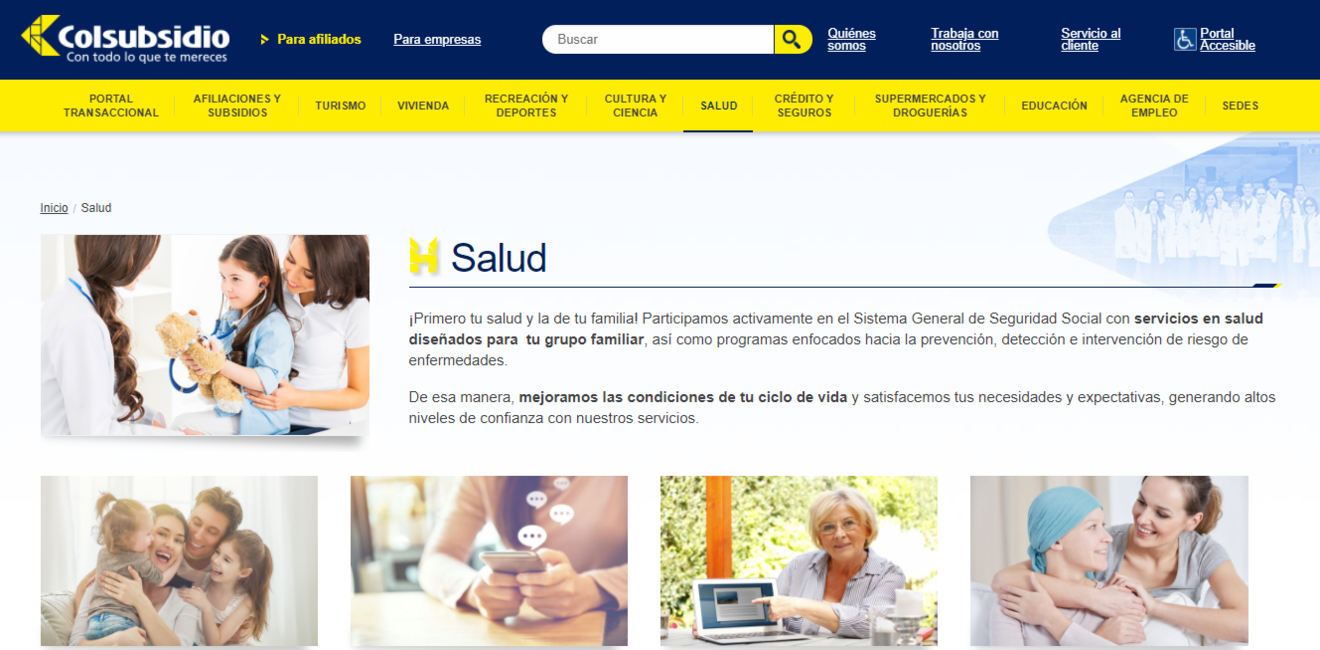 Colsubsidio
Con todo lo que te mereces
Para afiliados
Para empresas
Buscar
Quiénes
somos
Trabaja con
nosotros
Servicio al
cliente
Portal
Accesible
PORTAL
TRANSACCIONAL
AFILIACIONES Y
SUBSIDIOS
TURISMO
VIVIENDA
RECREACIÓN Y
DEPORTES
CULTURA Y
CIENCIA
SALUD
CRÉDITO Y
SEGUROS
SUPERMERCADOS Y
DROGUERÍAS
EDUCACIÓN
AGENCIA DE
EMPLEO
SEDES
Inicio / Salud
Salud
¡Primero tu salud y la de tu familia! Participamos activamente en el Sistema General de Seguridad Social con servicios en salud
diseñados para tu grupo familiar, así como programas enfocados hacia la prevención, detección e intervención de riesgo de
enfermedades.
De esa manera, mejoramos las condiciones de tu ciclo de vida y satisfacemos tus necesidades y expectativas, generando altos
niveles de confianza con nuestros servicios.